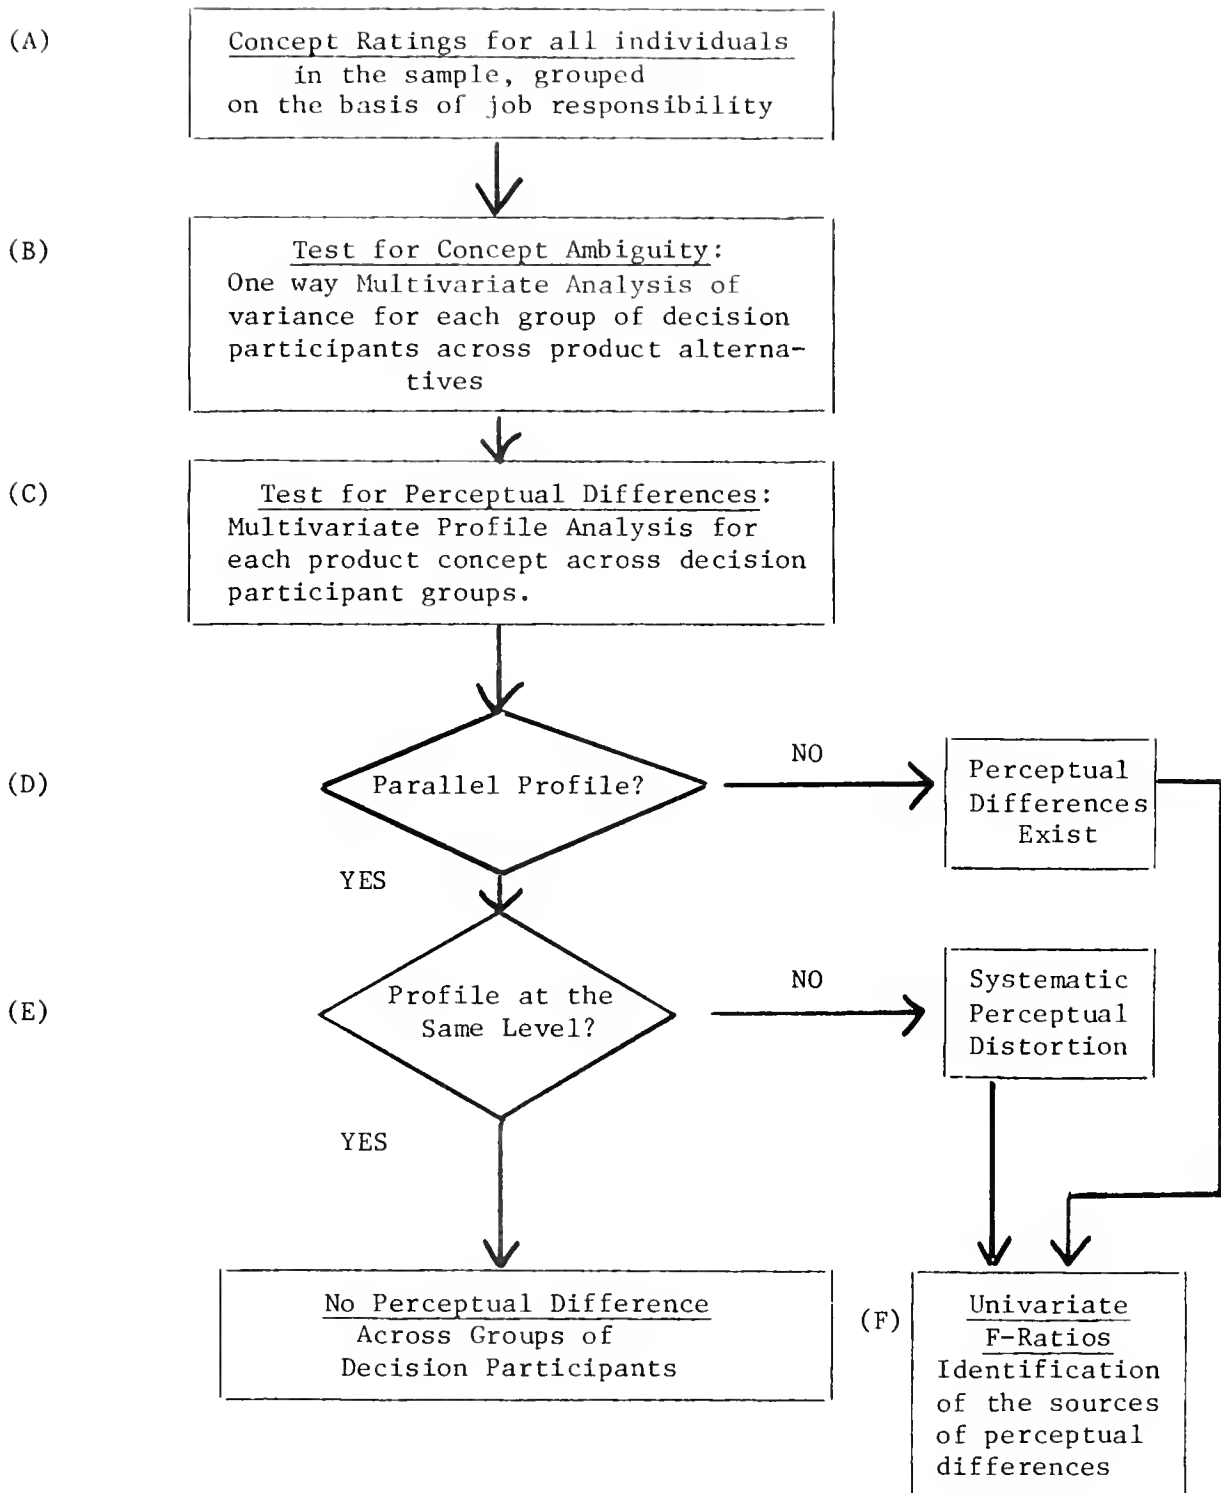 (A)
Concept Ratings for all individuals
in the sample, grouped
on the basis of job responsibility
(B)
Test for Concept Ambiguity:
One way Multivariate Analysis of
variance for each group of decision
participants across product alterna-
tives
(C)
Test for Perceptual Differences:
Multivariate Profile Analysis for
each product concept across decision
participant groups.
(D)
Parallel Profile?
NO
Perceptual
Differences
Exist
YES
(E)
Profile at the
Same Level?
NO
Systematic
Perceptual
Distortion
YES
No Perceptual Difference
Across Groups of
Decision Participants
(F)
Univariate
F-Ratios
Identification
of the sources
of perceptual
differences